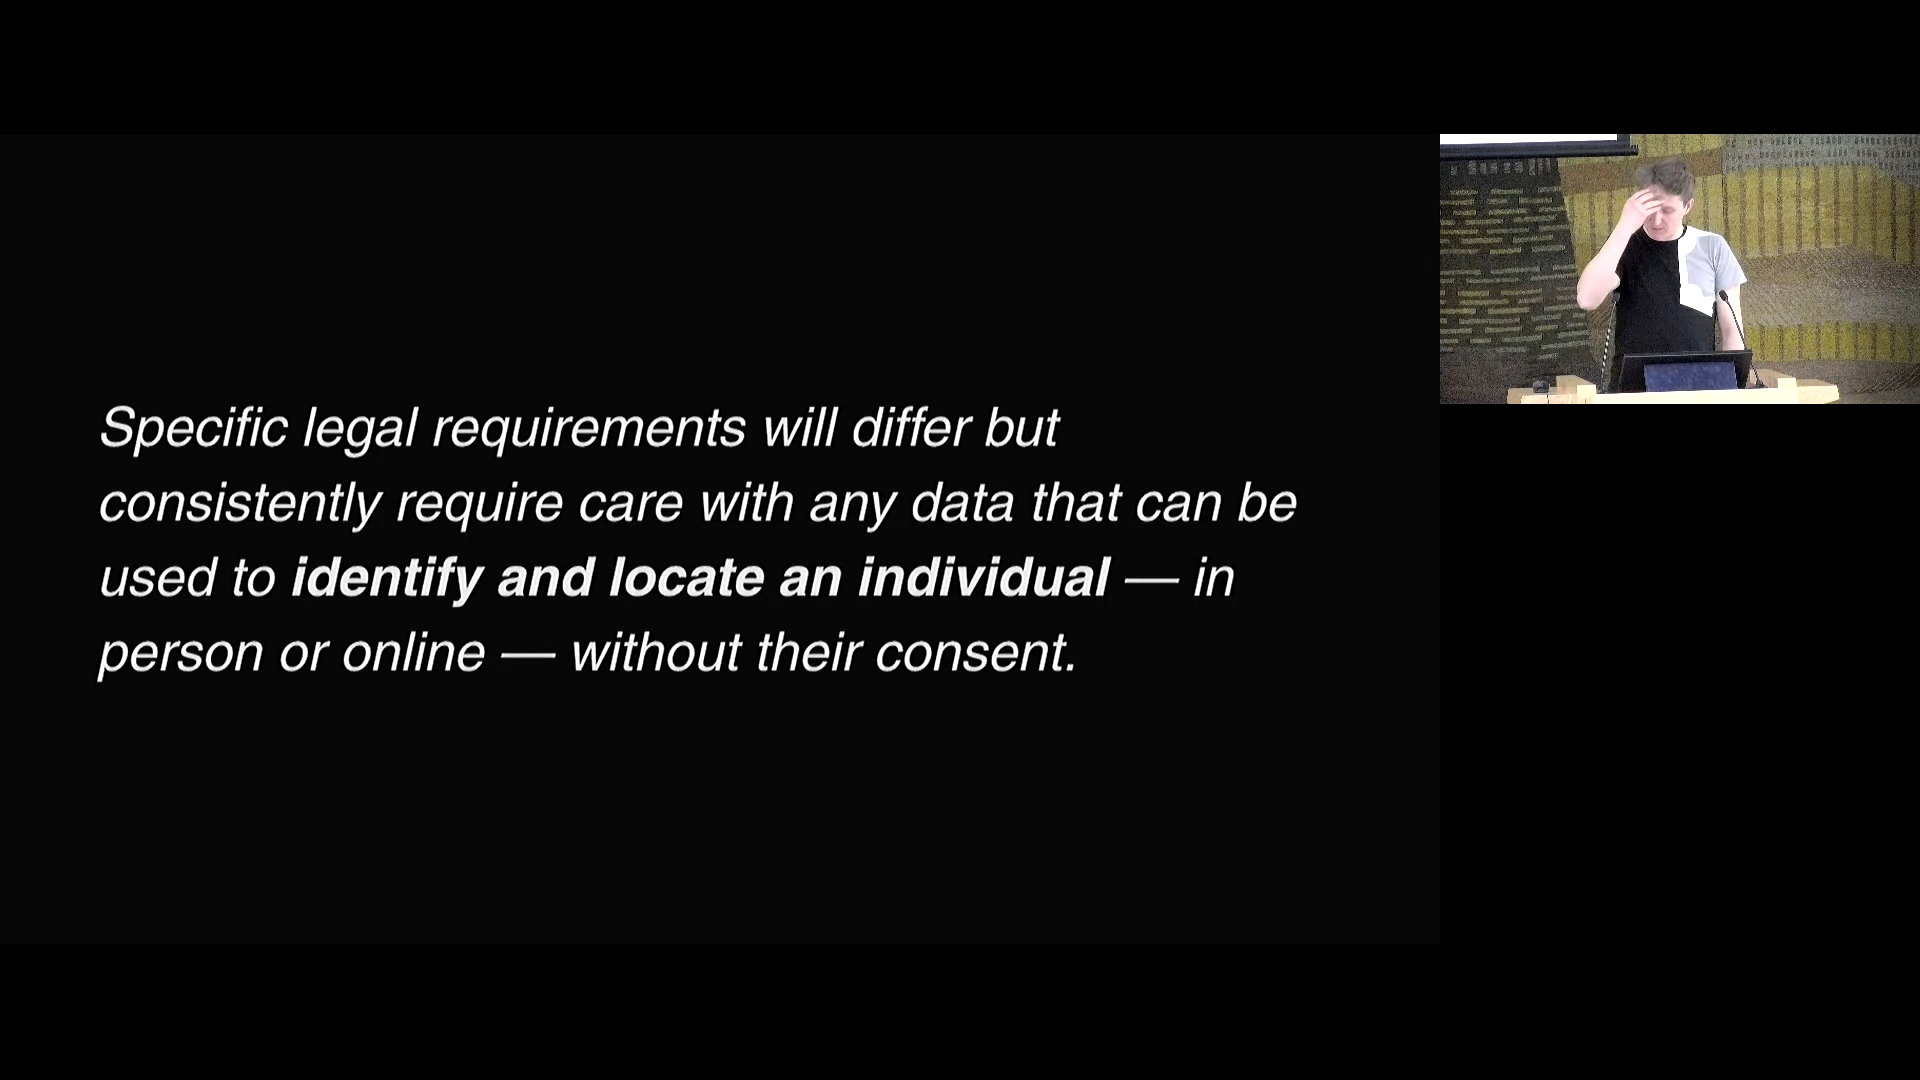 Specific legal requirements will differ but
consistently require care with any data that can be
used to identify and locate an individual — in
person or online — without their consent.